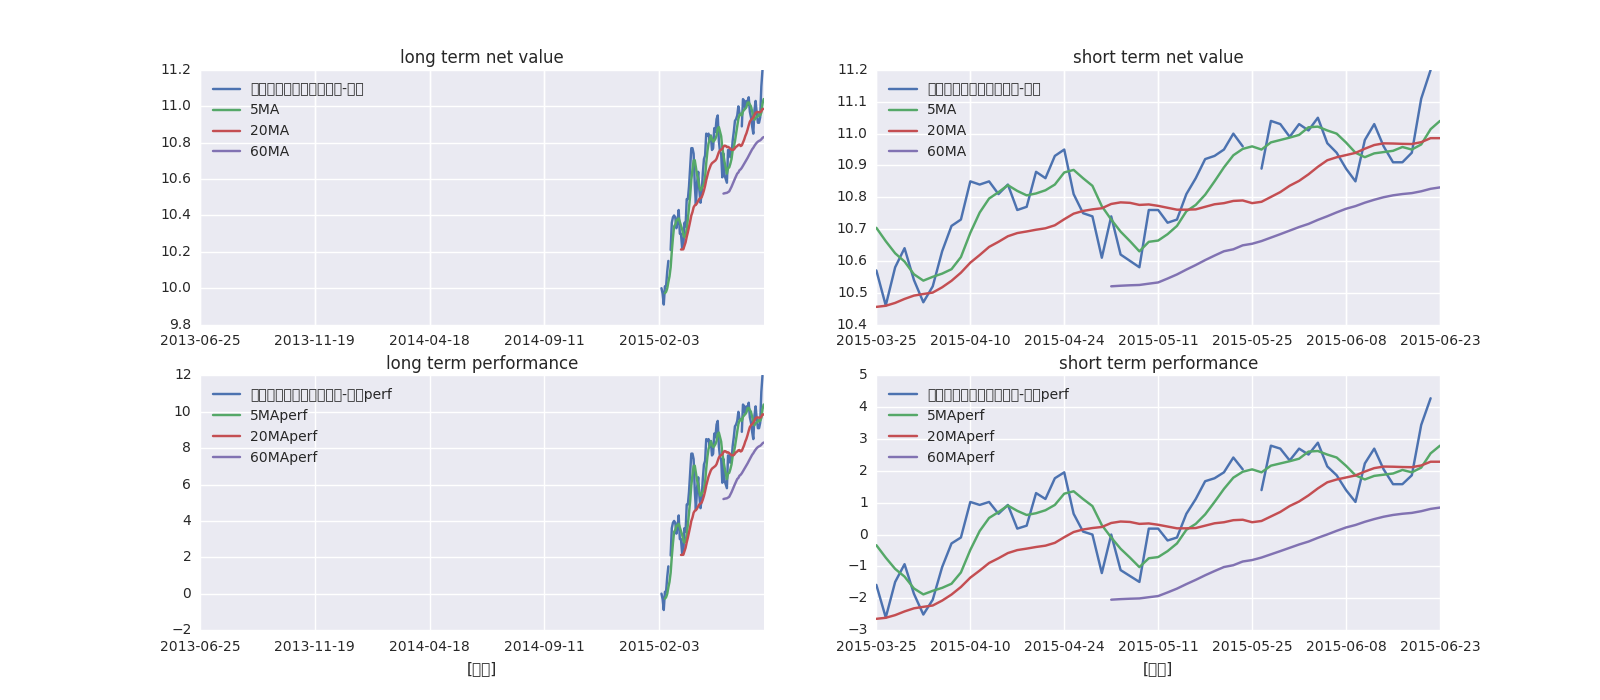 long term net value
11.2
11.0
10.8
10.6
10.4
10.2
10.0
9.8
5MA
20MA
60MA
2013-06-25 2013-11-19 2014-04-18 2014-09-11 2015-02-03
short term net value
11.2
11.1
11.0
10.9
10.8
10.7
10.6
10.5
10.4
5MA
20MA
60MA
2015-03-25 2015-04-10 2015-04-24 2015-05-11 2015-05-25 2015-06-08 2015-06-23
long term performance
12
10
8
6
4
2
0
−2
perf
5MAperf
20MAperf
60MAperf
2013-06-25 2013-11-19 2014-04-18 2014-09-11 2015-02-03
short term performance
5
4
3
2
1
0
−1
−2
−3
perf
5MAperf
20MAperf
60MAperf
2015-03-25 2015-04-10 2015-04-24 2015-05-11 2015-05-25 2015-06-08 2015-06-23